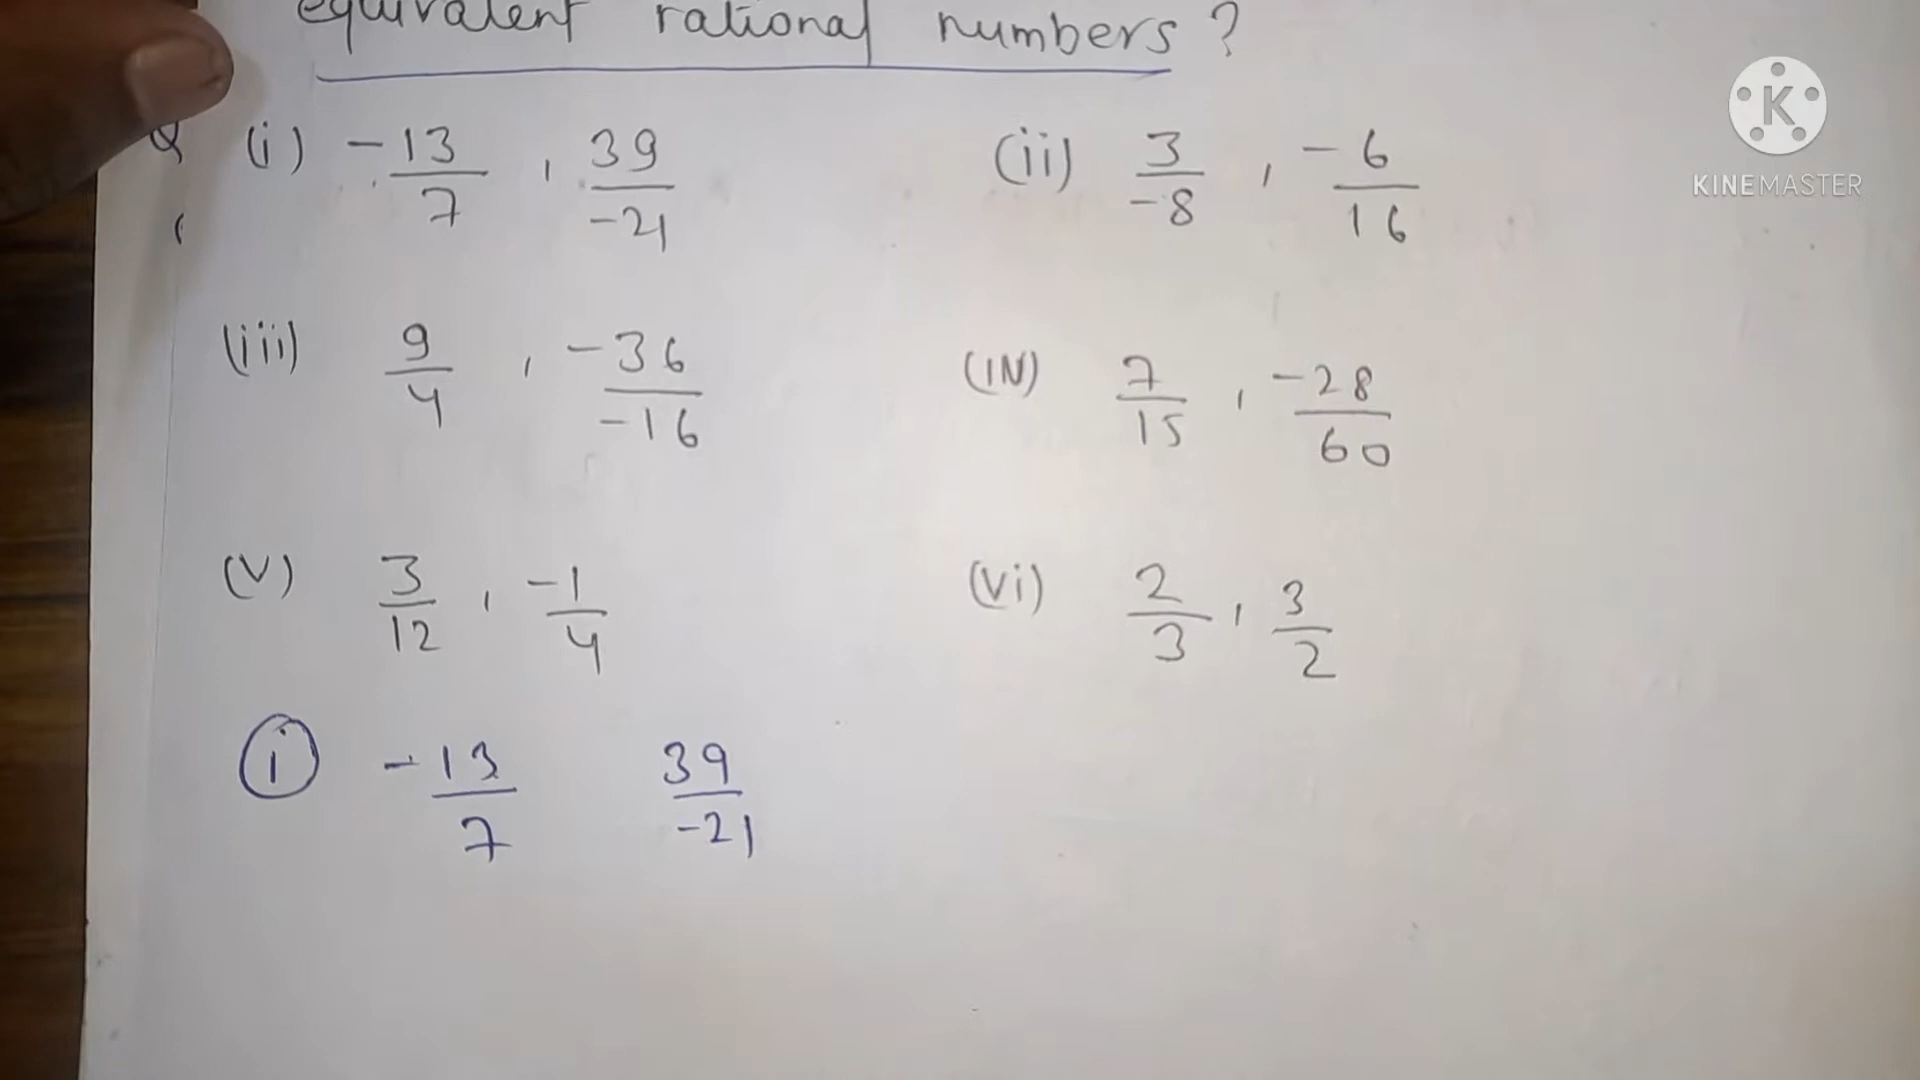 equivalent rational numbers ?
Q (i) -13/7 , 39/-21 (ii) 3/-8 , -6/16
(iii) 9/4 , -36/-16 (IV) 7/15 , -28/60
(V) 3/12 , -1/4 (Vi) 2/3 , 3/2
(i) -13/7 39/-21
K
KINEMASTER